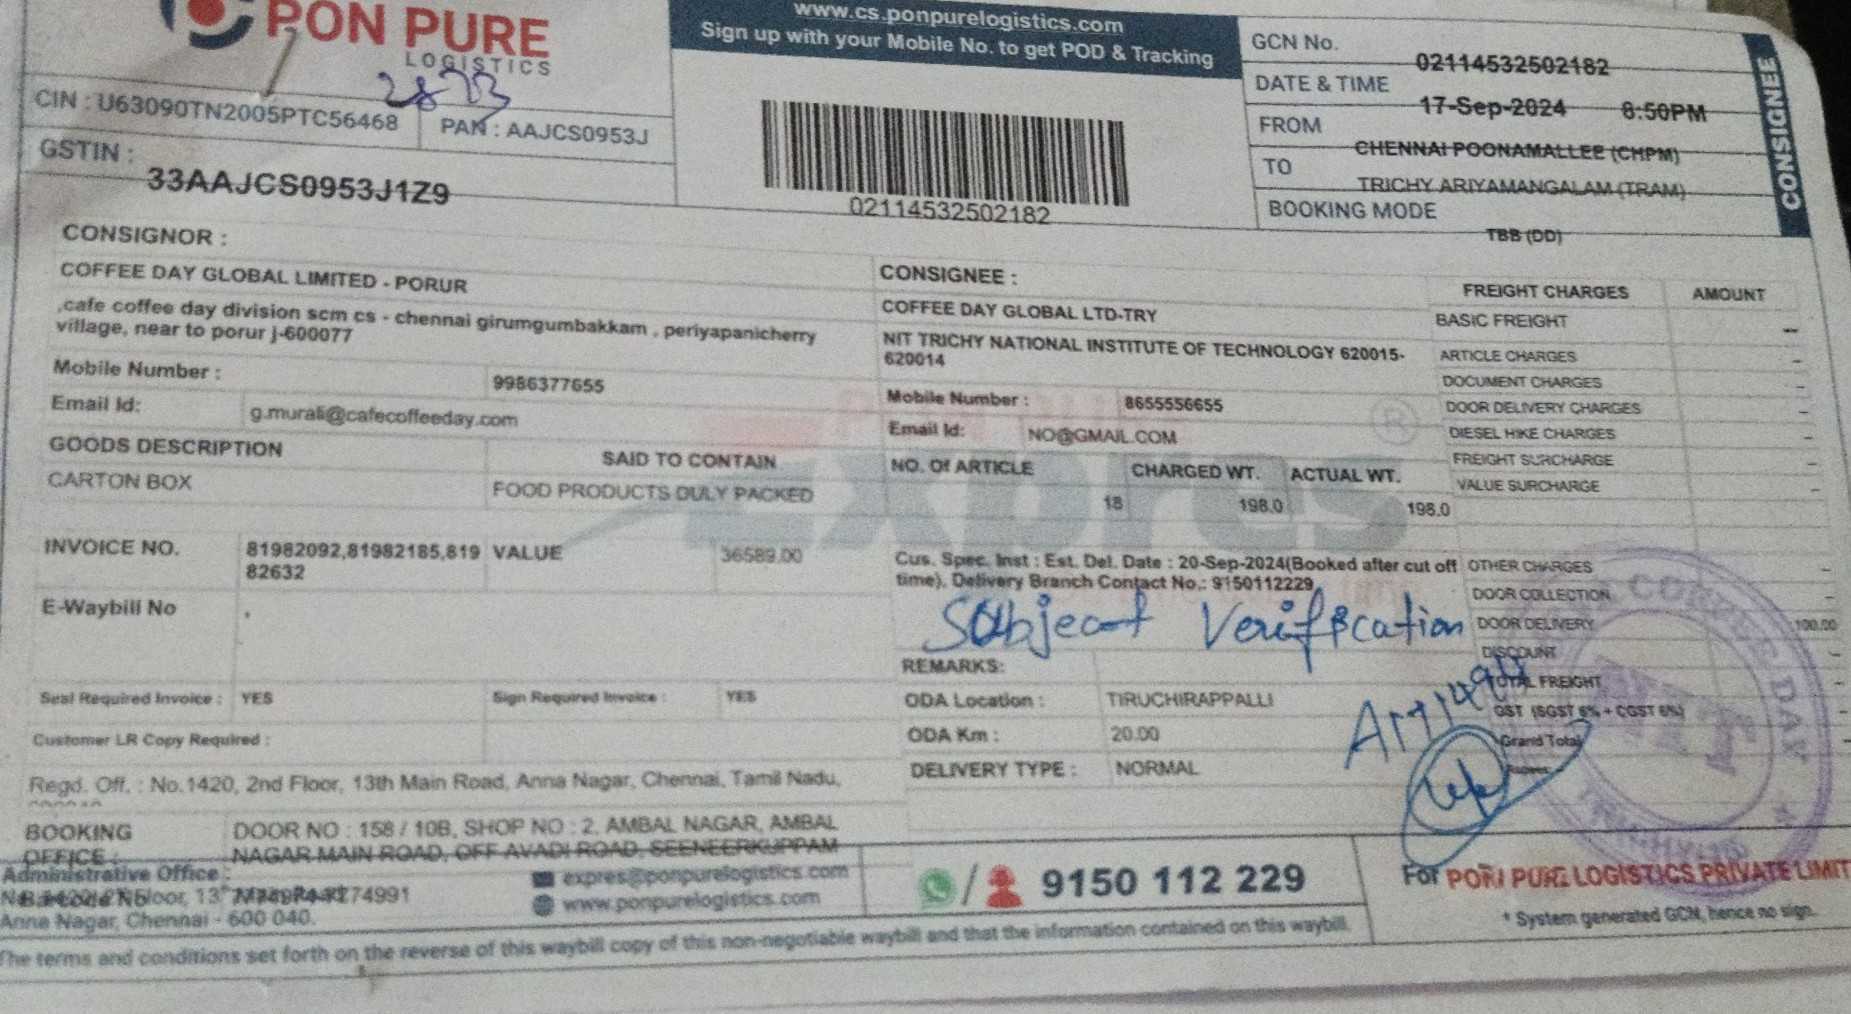 PON PURE
LOGISTICS
CIN : U63090TN2005PTC56468
PAN : AAJCS0953J
GSTIN :
33AAJCS0953J1Z9
www.cs.ponpurelogistics.com
Sign up with your Mobile No. to get POD & Tracking
02114532502182
GCN No.
02114532502182
DATE & TIME
17-Sep-2024 8:50PM
FROM
CHENNAI POONAMALLEE (CHPM)
TO
TRICHY ARIYAMANGALAM (TRAM)
BOOKING MODE
TBB (DD)
CONSIGNEE
CONSIGNOR :
COFFEE DAY GLOBAL LIMITED - PORUR
,cafe coffee day division scm cs - chennai girumgumbakkam , periyapanicherry
village, near to porur j-600077
Mobile Number :
9986377655
Email Id:
g.murali@cafecoffeeday.com
CONSIGNEE :
COFFEE DAY GLOBAL LTD-TRY
NIT TRICHY NATIONAL INSTITUTE OF TECHNOLOGY 620015-
620014
Mobile Number :
8655556655
Email Id:
NO@GMAIL.COM
GOODS DESCRIPTION
SAID TO CONTAIN
NO. Of ARTICLE
CHARGED WT.
ACTUAL WT.
CARTON BOX
FOOD PRODUCTS DULY PACKED
18
198.0
198.0
INVOICE NO.
81982092,81982185,819
82632
VALUE
36589.00
E-Waybill No
Cus. Spec. Inst : Est. Del. Date : 20-Sep-2024(Booked after cut off
time). Delivery Branch Contact No.: 9150112229
Subject Verification
REMARKS:
Seal Required Invoice : YES
Sign Required Invoice : YES
ODA Location :
TIRUCHIRAPPALLI
Customer LR Copy Required :
ODA Km :
20.00
DELIVERY TYPE :
NORMAL
FREIGHT CHARGES
AMOUNT
BASIC FREIGHT
ARTICLE CHARGES
DOCUMENT CHARGES
DOOR DELIVERY CHARGES
DIESEL HIKE CHARGES
FREIGHT SURCHARGE
VALUE SURCHARGE
OTHER CHARGES
DOOR COLLECTION
DOOR DELIVERY
100.00
DISCOUNT
TOTAL FREIGHT
GST (SGST 6% + CGST 6%)
Grand Total
Regd. Off. : No.1420, 2nd Floor, 13th Main Road, Anna Nagar, Chennai, Tamil Nadu,
BOOKING
OFFICE :
DOOR NO : 158 / 10B, SHOP NO : 2, AMBAL NAGAR, AMBAL
NAGAR MAIN ROAD, OFF AVADI ROAD, SEENEERKUPPAM
Administrative Office :
Anna Nagar, Chennai - 600 040.
expres@ponpurelogistics.com
www.ponpurelogistics.com
9150 112 229
For PON PURE LOGISTICS PRIVATE LIMIT
* System generated GCN, hence no sign.
The terms and conditions set forth on the reverse of this waybill copy of this non-negotiable waybill and that the information contained on this waybill.